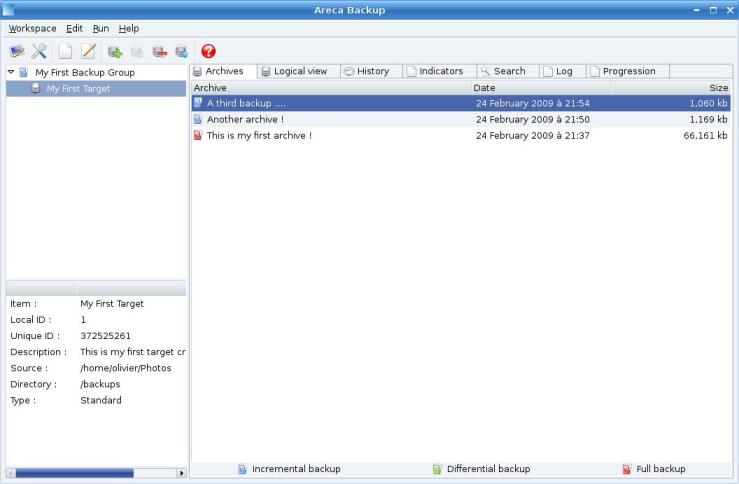 Areca Backup
Workspace Edit Run Help
My First Backup Group
My First Target
Archives Logical view History Indicators Search Log Progression
Archive Date Size
A third backup .... 24 February 2009 à 21:54 1,060 kb
Another archive ! 24 February 2009 à 21:50 1,169 kb
This is my first archive ! 24 February 2009 à 21:37 66,161 kb
Item : My First Target
Local ID : 1
Unique ID : 372525261
Description : This is my first target cr
Source : /home/olivier/Photos
Directory : /backups
Type : Standard
Incremental backup Differential backup Full backup